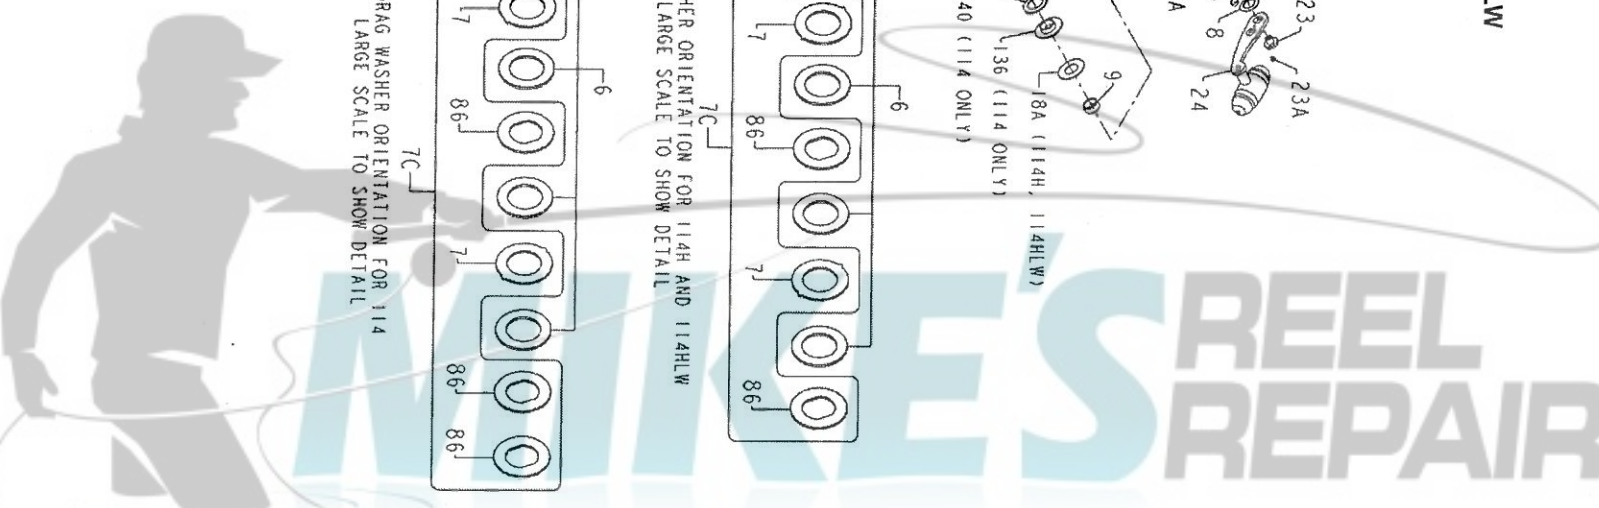 LW
23
8
23A
24
A
9
18A (114H, 114HLW)
136 (114 ONLY)
40 (114 ONLY)
7
6
86
7C
7
86
HER ORIENTATION FOR 114H AND 114HLW
LARGE SCALE TO SHOW DETAIL
7
6
86
7C
7
86
86
RAG WASHER ORIENTATION FOR 114
LARGE SCALE TO SHOW DETAIL
MIKE'S
REEL
REPAIR